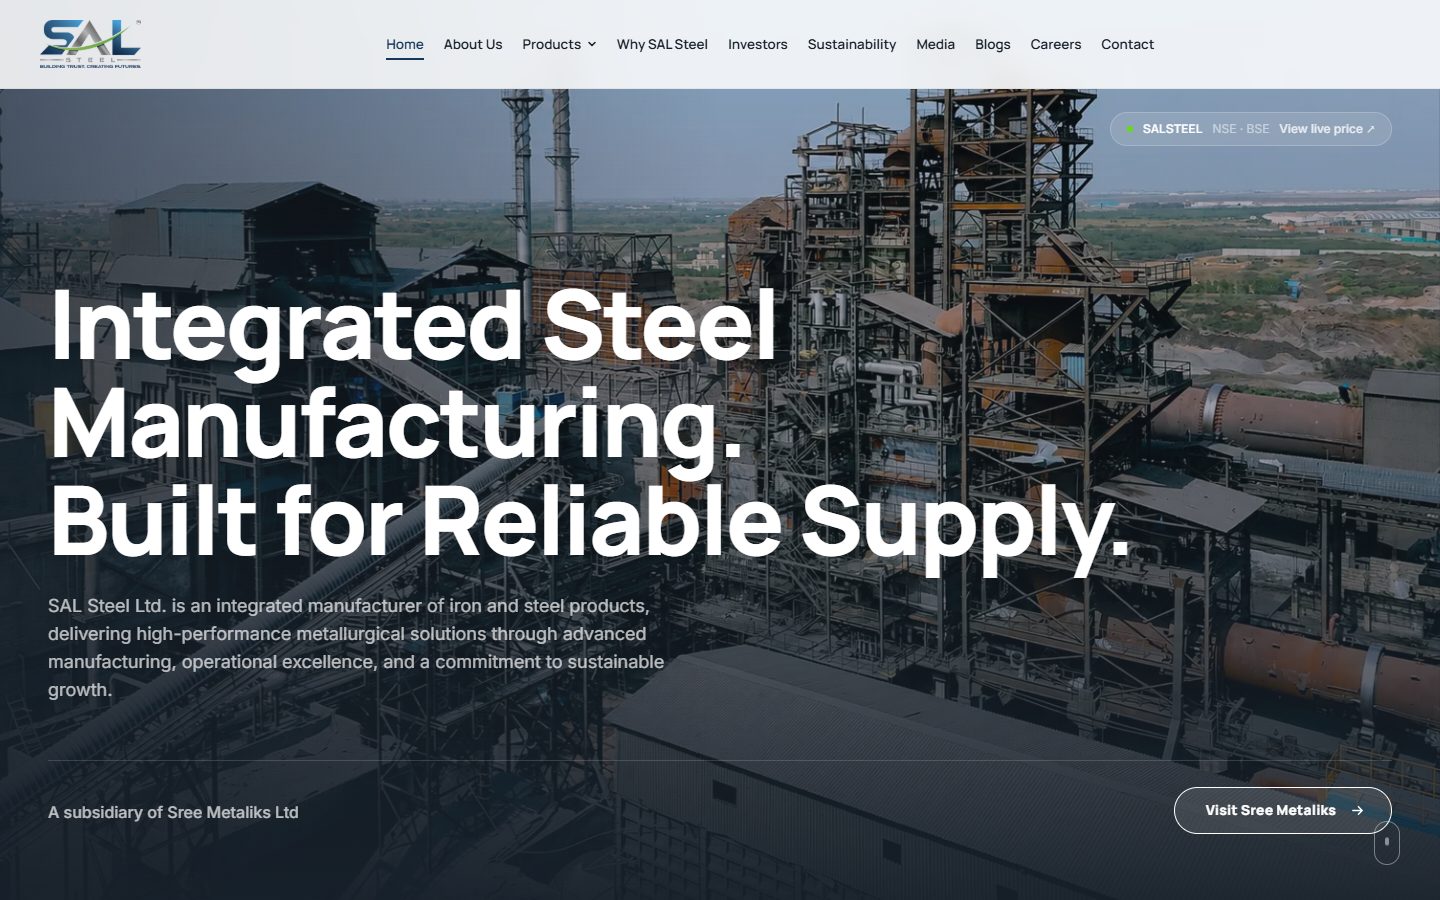 SAL
STEEL
BUILDING TRUST, CREATING FUTURES.
Home
About Us
Products
Why SAL Steel
Investors
Sustainability
Media
Blogs
Careers
Contact
SALSTEEL NSE · BSE View live price ↗
Integrated Steel
Manufacturing.
Built for Reliable Supply.
SAL Steel Ltd. is an integrated manufacturer of iron and steel products,
delivering high-performance metallurgical solutions through advanced
manufacturing, operational excellence, and a commitment to sustainable
growth.
A subsidiary of Sree Metaliks Ltd
Visit Sree Metaliks →